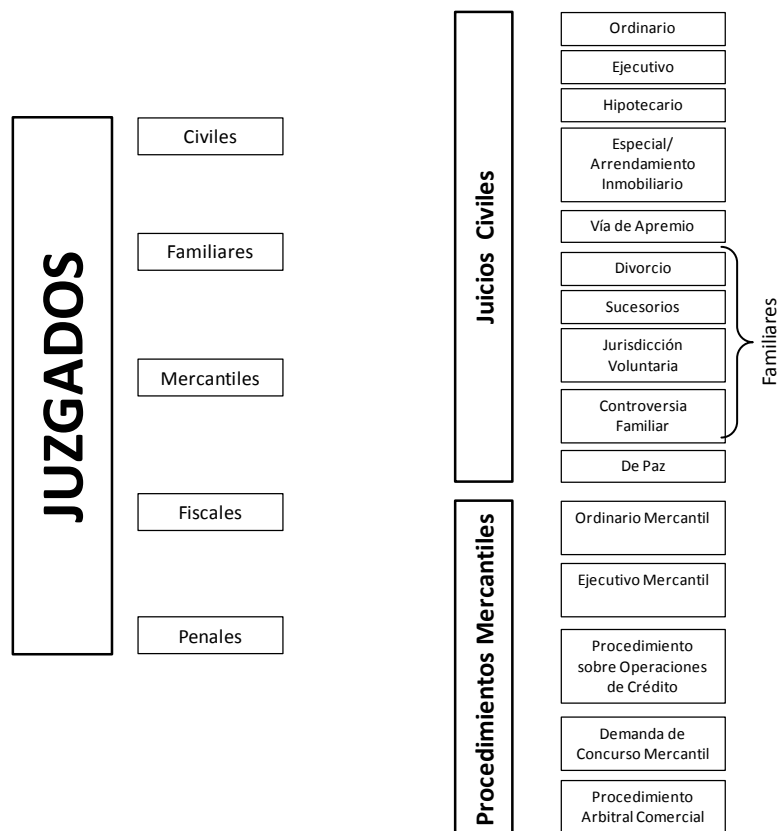 JUZGADOS
Civiles
Familiares
Mercantiles
Fiscales
Penales
Juicios Civiles
Ordinario
Ejecutivo
Hipotecario
Especial/
Arrendamiento
Inmobiliario
Vía de Apremio
Divorcio
Sucesorios
Jurisdicción
Voluntaria
Controversia
Familiar
Familiares
De Paz
Procedimientos Mercantiles
Ordinario Mercantil
Ejecutivo Mercantil
Procedimiento
sobre Operaciones
de Crédito
Demanda de
Concurso Mercantil
Procedimiento
Arbitral Comercial